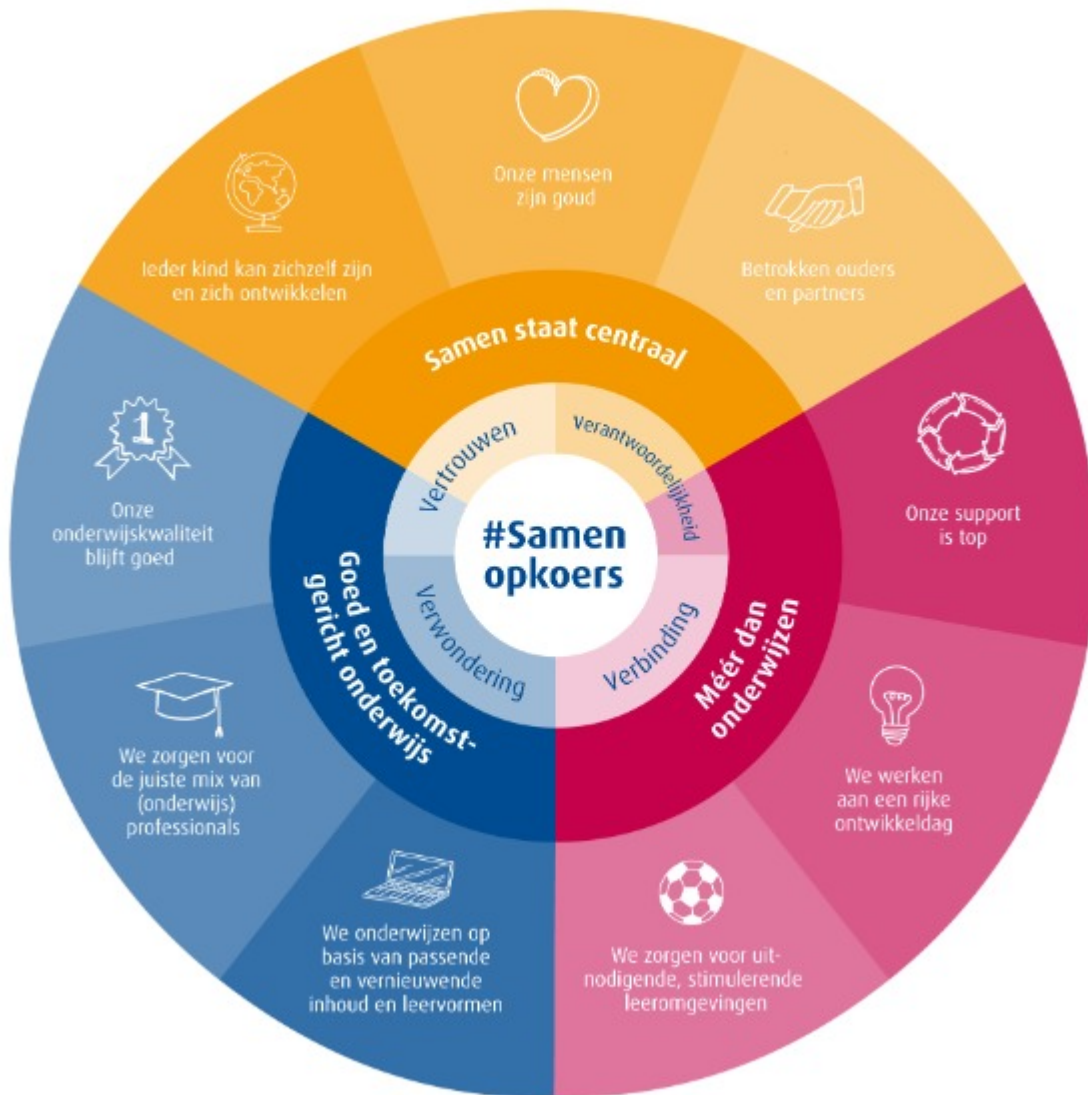 Onze mensen
zijn goud
Betrokken ouders
en partners
Onze support
is top
We werken
aan een rijke
ontwikkeldag
We zorgen voor uit-
nodigende, stimulerende
leeromgevingen
We onderwijzen op
basis van passende
en vernieuwende
inhoud en leervormen
We zorgen voor
de juiste mix van
(onderwijs)
professionals
1
Onze
onderwijskwaliteit
blijft goed
Ieder kind kan zichzelf zijn
en zich ontwikkelen
Samen staat centraal
Méér dan
onderwijzen
Goed en toekomst-
gericht onderwijs
Vertrouwen
Verantwoordelijkheid
Verbinding
Verwondering
#Samen
opkoers